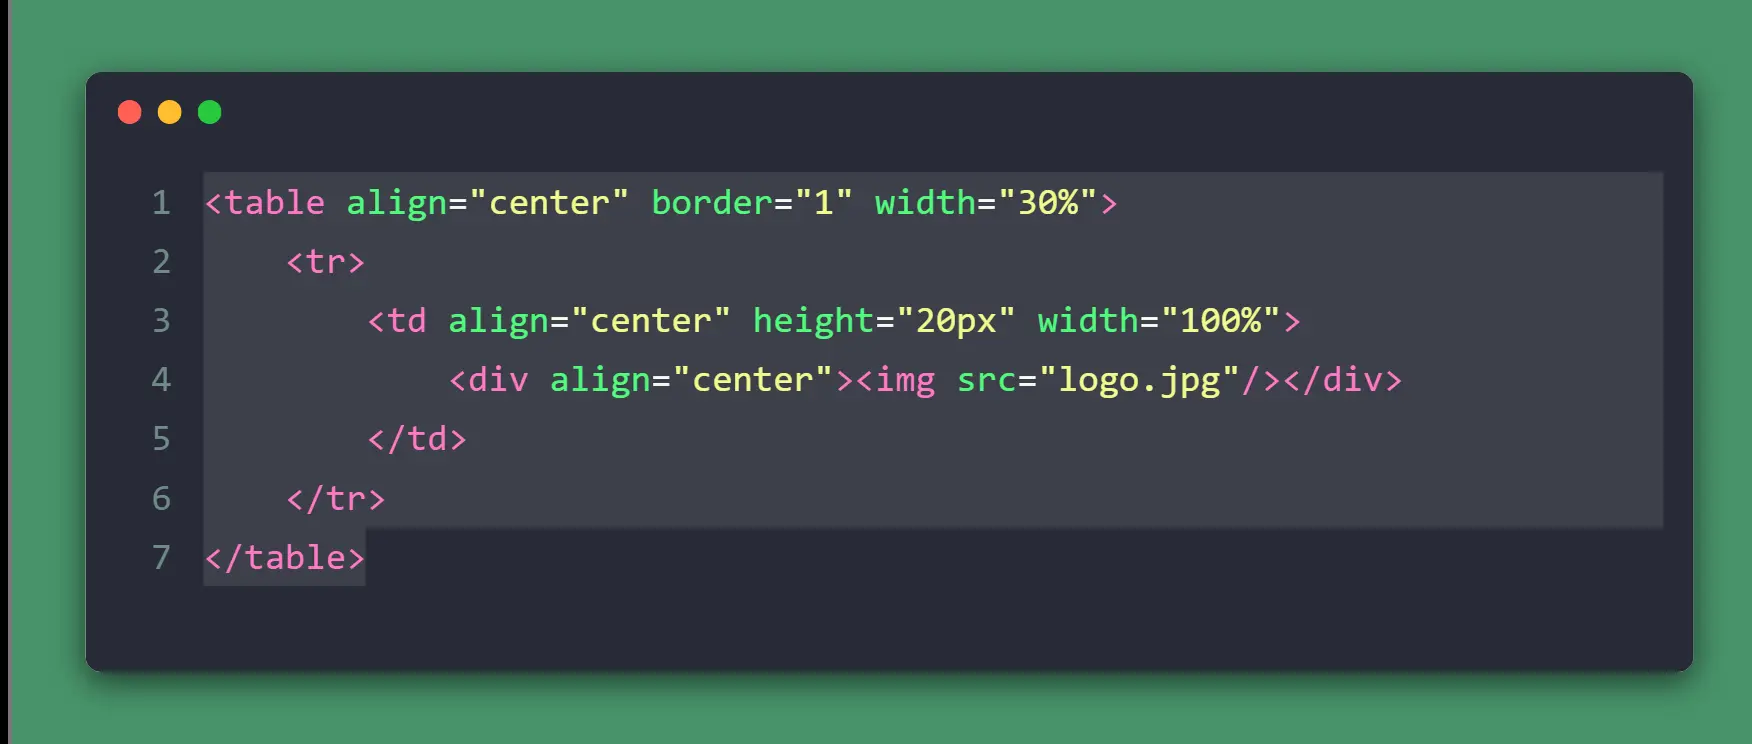 1 <table align="center" border="1" width="30%">
2     <tr>
3         <td align="center" height="20px" width="100%">
4             <div align="center"><img src="logo.jpg"/></div>
5         </td>
6     </tr>
7 </table>